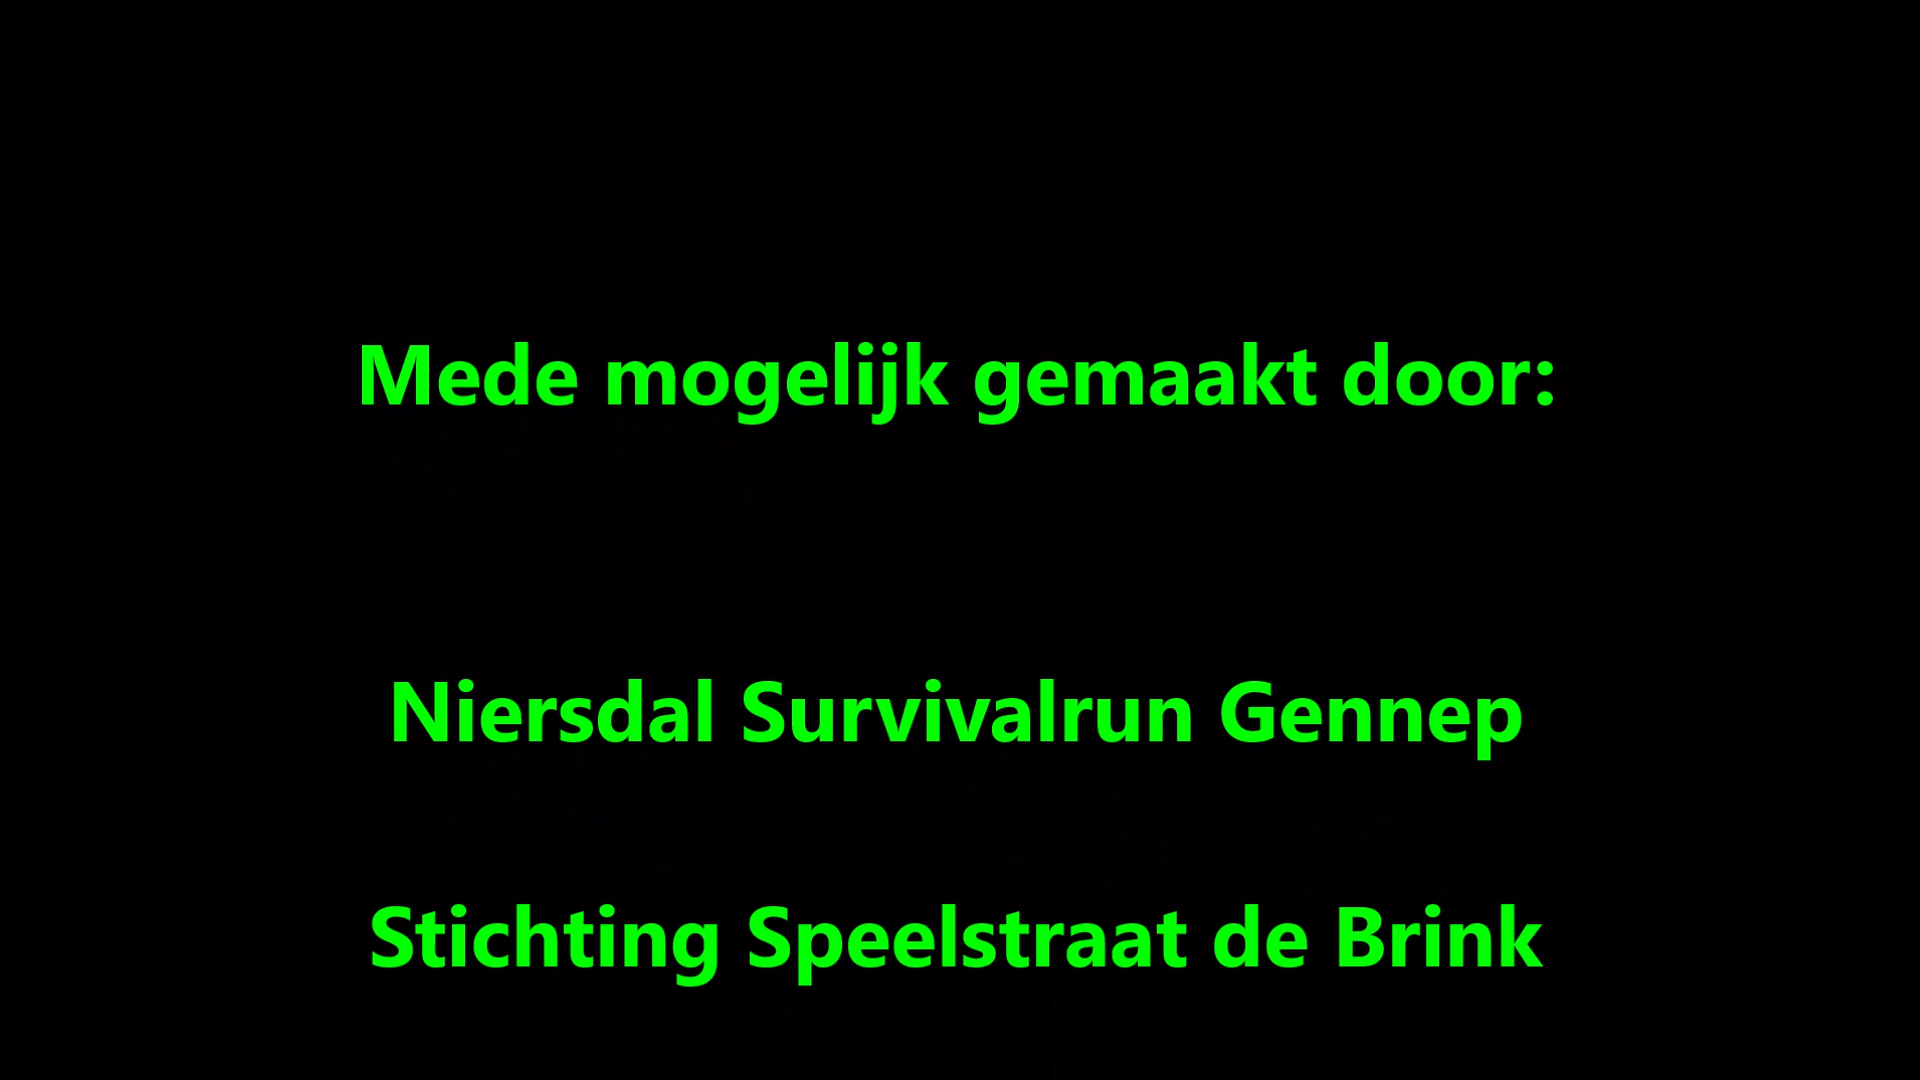 Mede mogelijk gemaakt door:
Niersdal Survivalrun Gennep
Stichting Speelstraat de Brink